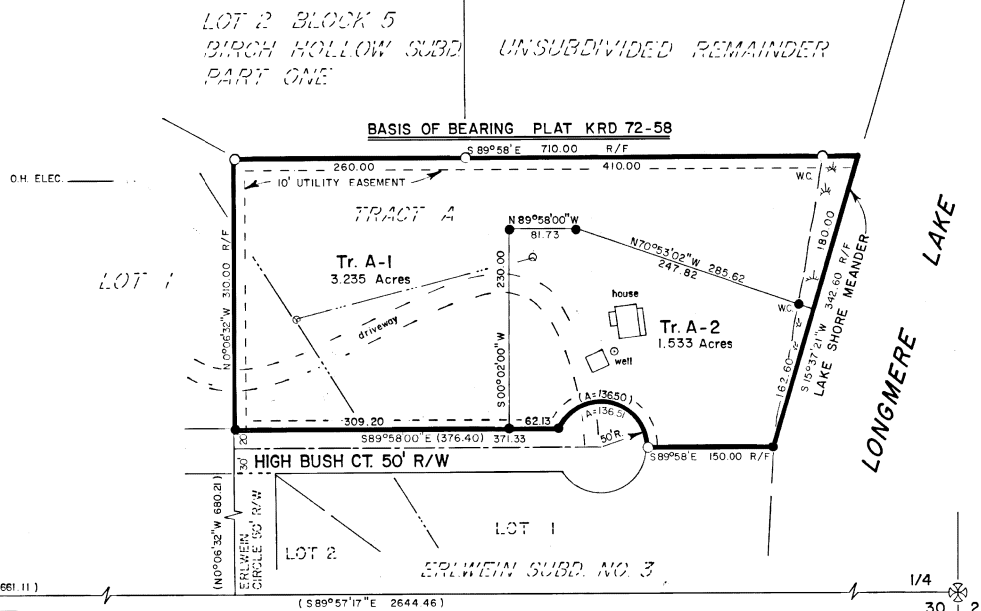 LOT 2 BLOCK 5
BIRCH HOLLOW SUBD. UNSUBDIVIDED REMAINDER
PART ONE
BASIS OF BEARING PLAT KRD 72-58
S 89°58'E 710.00 R/F
260.00 410.00
O.H. ELEC.
10' UTILITY EASEMENT
W.C.
TRACT A
N 89°58'00"W
81.73
N70°53'02"W 285.62
247.82
180.00
LAKE
Tr. A-1
3.235 Acres
230.00
LOT 1
N0°06'32"W 310.00 R/F
house
W.C.
S 15°37'21"W 342.60 R/F
LAKE SHORE MEANDER
driveway
Tr. A-2
1.533 Acres
well
S 00°02'00"W
162.60
LONGMERE
(A=136.50)
A=136.51
309.20 62.13
S89°58'00"E (376.40) 371.33
50'R.
20'
30'
HIGH BUSH CT. 50' R/W
S89°58'E 150.00 R/F
(N0°06'32"W 680.21)
ERLWEIN
CIRCLE 50' R/W
LOT 1
LOT 2
ERLWEIN SUBD. NO. 3
661.11)
(S89°57'17"E 2644.46)
1/4
30 2